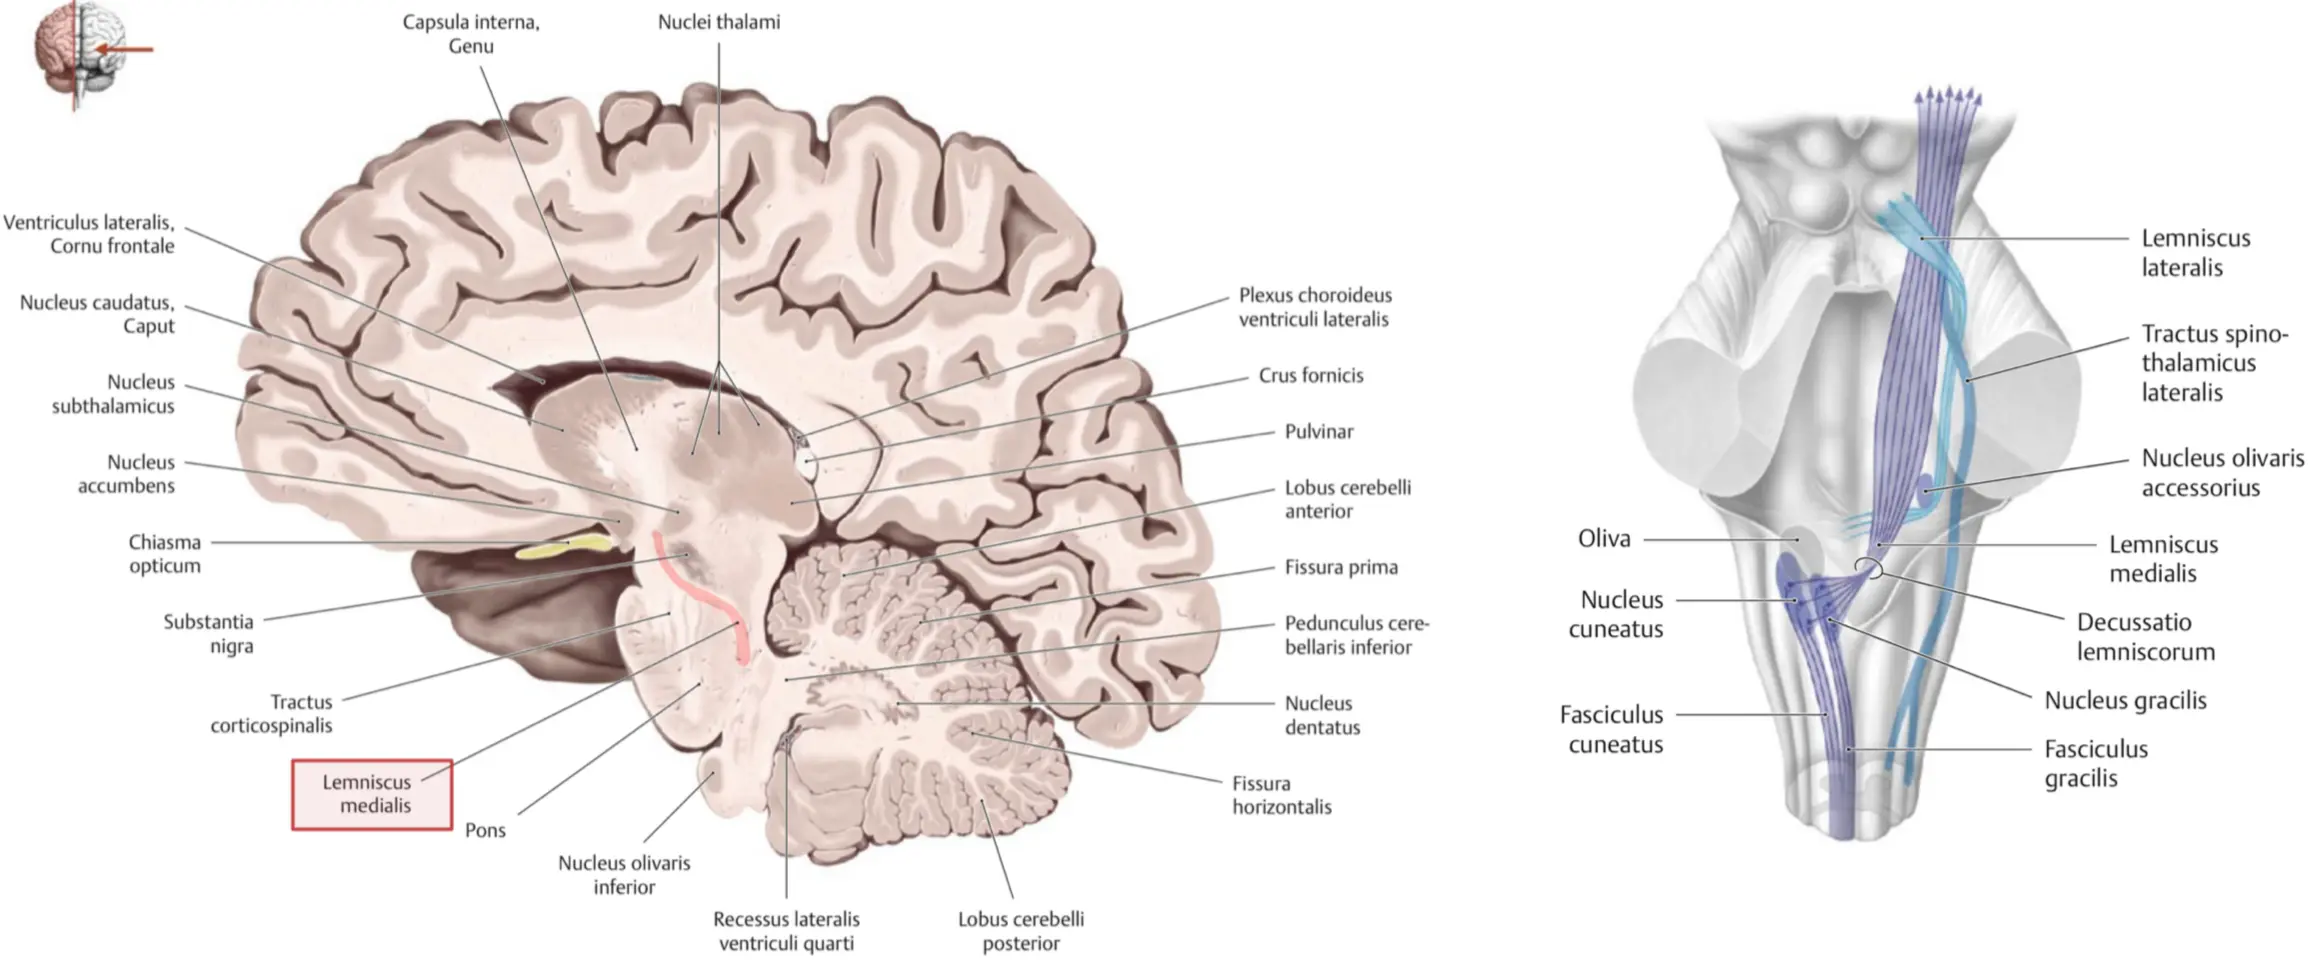 Capsula interna,
Genu
Nuclei thalami
Ventriculus lateralis,
Cornu frontale
Nucleus caudatus,
Caput
Nucleus
subthalamicus
Nucleus
accumbens
Chiasma
opticum
Substantia
nigra
Tractus
corticospinalis
Lemniscus
medialis
Pons
Nucleus olivaris
inferior
Recessus lateralis
ventriculi quarti
Lobus cerebelli
posterior
Plexus choroideus
ventriculi lateralis
Crus fornicis
Pulvinar
Lobus cerebelli
anterior
Fissura prima
Pedunculus cere-
bellaris inferior
Nucleus
dentatus
Fissura
horizontalis
Oliva
Nucleus
cuneatus
Fasciculus
cuneatus
Lemniscus
lateralis
Tractus spino-
thalamicus
lateralis
Nucleus olivaris
accessorius
Lemniscus
medialis
Decussatio
lemniscorum
Nucleus gracilis
Fasciculus
gracilis